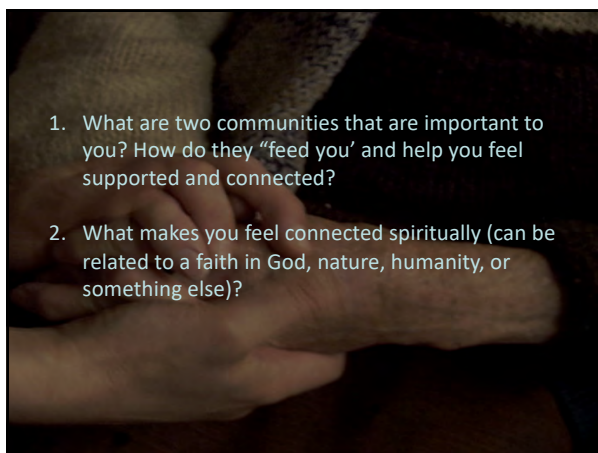 1. What are two communities that are important to
you? How do they “feed you’ and help you feel
supported and connected?
2. What makes you feel connected spiritually (can be
related to a faith in God, nature, humanity, or
something else)?